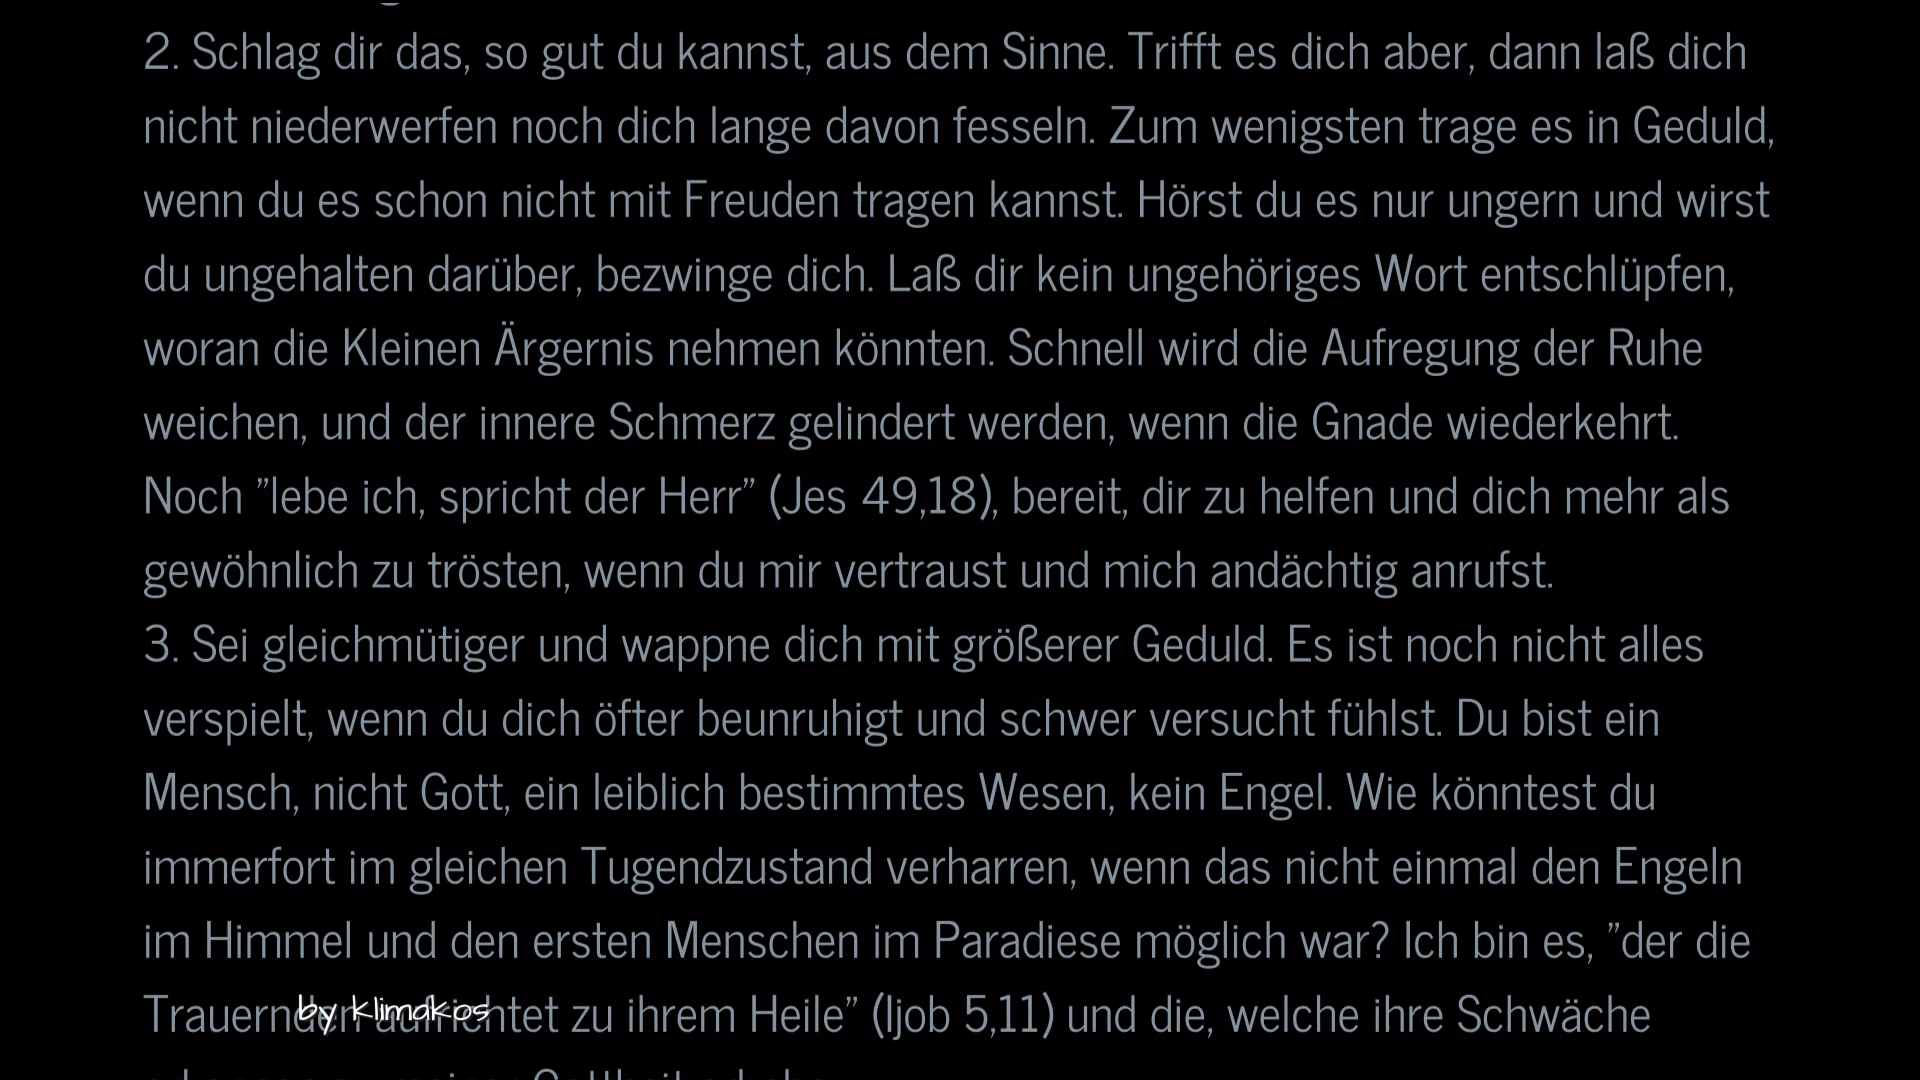 2. Schlag dir das, so gut du kannst, aus dem Sinne. Trifft es dich aber, dann laß dich
nicht niederwerfen noch dich lange davon fesseln. Zum wenigsten trage es in Geduld,
wenn du es schon nicht mit Freuden tragen kannst. Hörst du es nur ungern und wirst
du ungehalten darüber, bezwinge dich. Laß dir kein ungehöriges Wort entschlüpfen,
woran die Kleinen Ärgernis nehmen könnten. Schnell wird die Aufregung der Ruhe
weichen, und der innere Schmerz gelindert werden, wenn die Gnade wiederkehrt.
Noch "lebe ich, spricht der Herr" (Jes 49,18), bereit, dir zu helfen und dich mehr als
gewöhnlich zu trösten, wenn du mir vertraust und mich andächtig anrufst.
3. Sei gleichmütiger und wappne dich mit größerer Geduld. Es ist noch nicht alles
verspielt, wenn du dich öfter beunruhigt und schwer versucht fühlst. Du bist ein
Mensch, nicht Gott, ein leiblich bestimmtes Wesen, kein Engel. Wie könntest du
immerfort im gleichen Tugendzustand verharren, wenn das nicht einmal den Engeln
im Himmel und den ersten Menschen im Paradiese möglich war? Ich bin es, "der die
Trauernden aufrichtet zu ihrem Heile" (Ijob 5,11) und die, welche ihre Schwäche
by klimakos